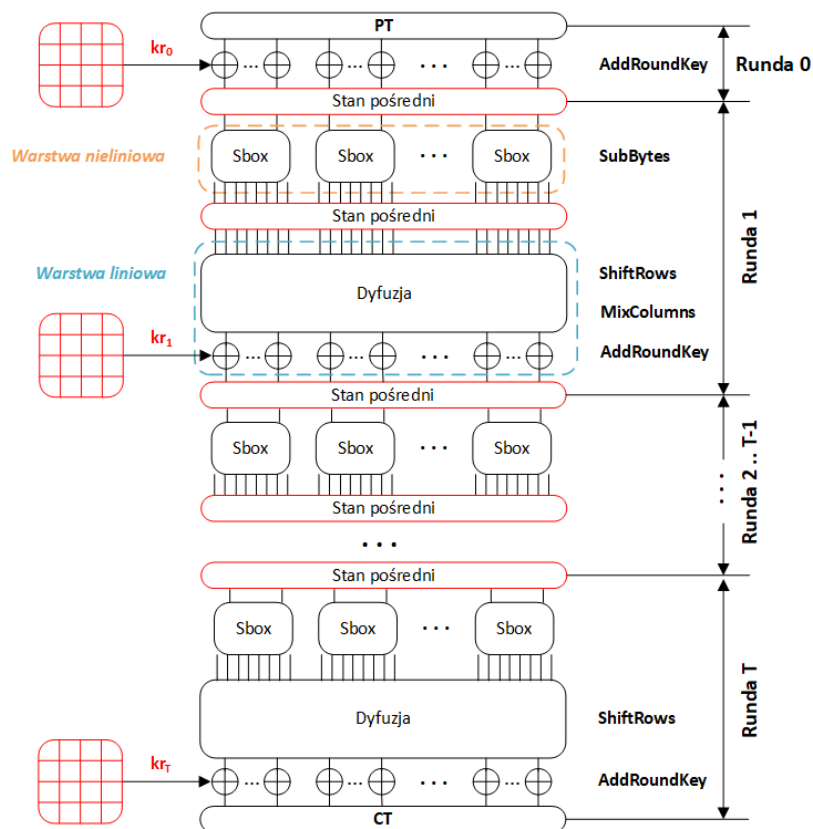 PT
kr0
... ... · · · ...
AddRoundKey
Runda 0
Stan pośredni
Warstwa nieliniowa
Sbox Sbox · · · Sbox
SubBytes
Stan pośredni
Runda 1
Warstwa liniowa
Dyfuzja
ShiftRows
MixColumns
kr1
... ... · · · ...
AddRoundKey
Stan pośredni
Sbox Sbox · · · Sbox
Runda 2 .. T-1
· · ·
Stan pośredni
· · ·
Stan pośredni
Sbox Sbox · · · Sbox
Runda T
Dyfuzja
ShiftRows
krT
... ... · · · ...
AddRoundKey
CT